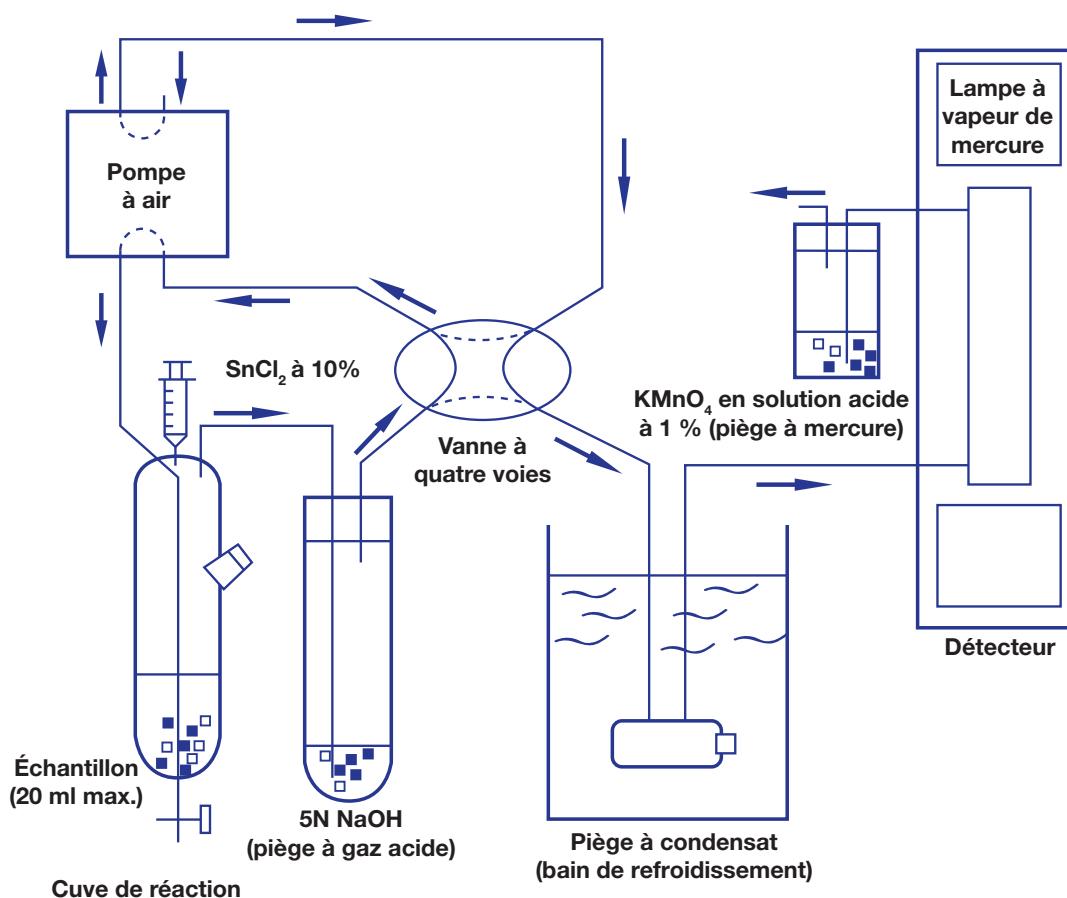 Lampe à
vapeur de
mercure
Pompe
à air
SnCl₂ à 10%
KMnO₄ en solution acide
à 1 % (piège à mercure)
Vanne à
quatre voies
Détecteur
Échantillon
(20 ml max.)
5N NaOH
(piège à gaz acide)
Piège à condensat
(bain de refroidissement)
Cuve de réaction